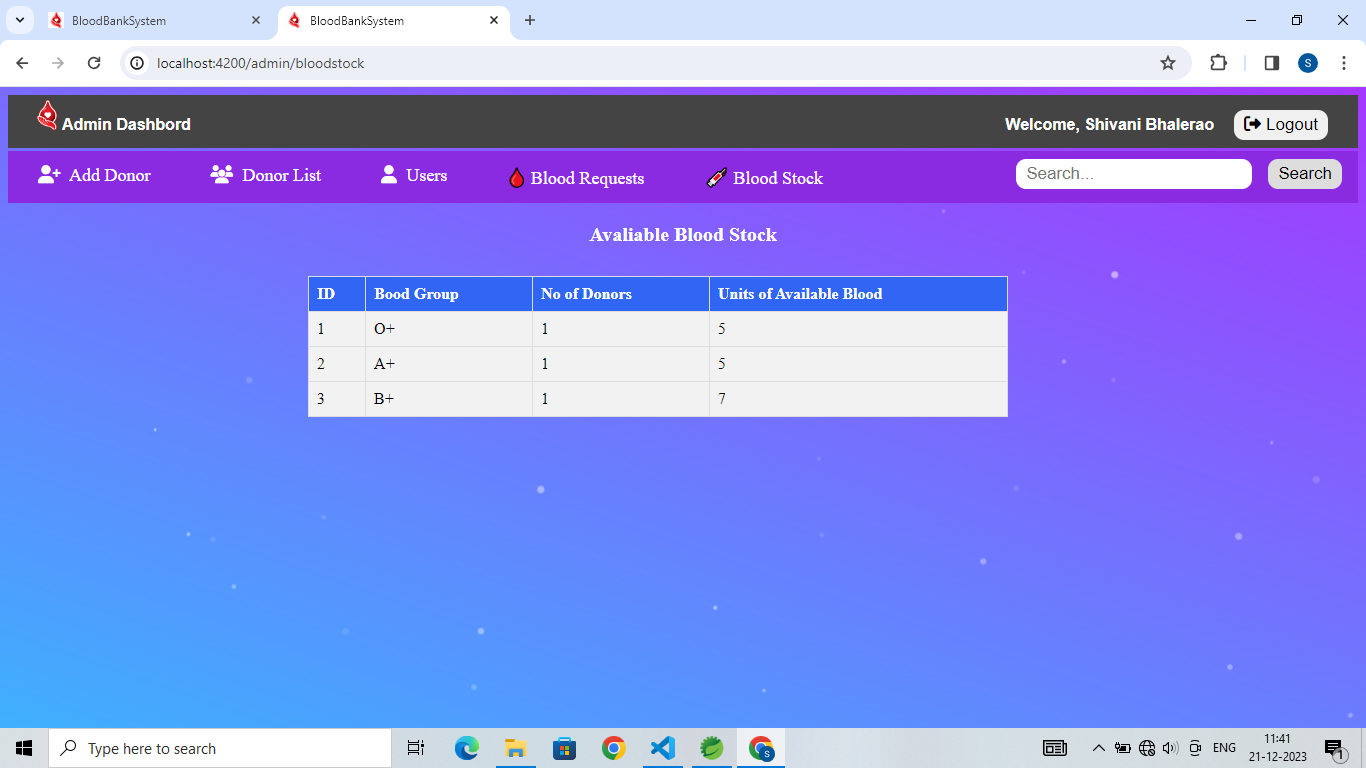 BloodBankSystem
BloodBankSystem
localhost:4200/admin/bloodstock
S
Admin Dashbord
Welcome, Shivani Bhalerao
Logout
Add Donor
Donor List
Users
Blood Requests
Blood Stock
Search...
Search
Avaliable Blood Stock
ID Bood Group No of Donors Units of Available Blood
1 O+ 1 5
2 A+ 1 5
3 B+ 1 7
Type here to search
S
ENG
11:41
21-12-2023
1